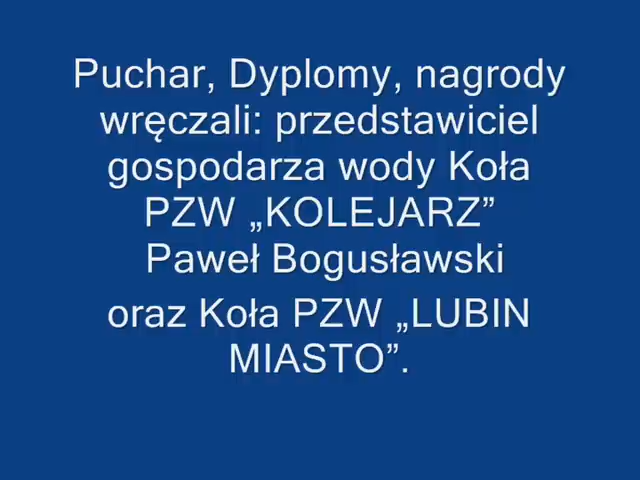 Puchar, Dyplomy, nagrody
wręczali: przedstawiciel
gospodarza wody Koła
PZW „KOLEJARZ”
Paweł Bogusławski
oraz Koła PZW „LUBIN
MIASTO”.